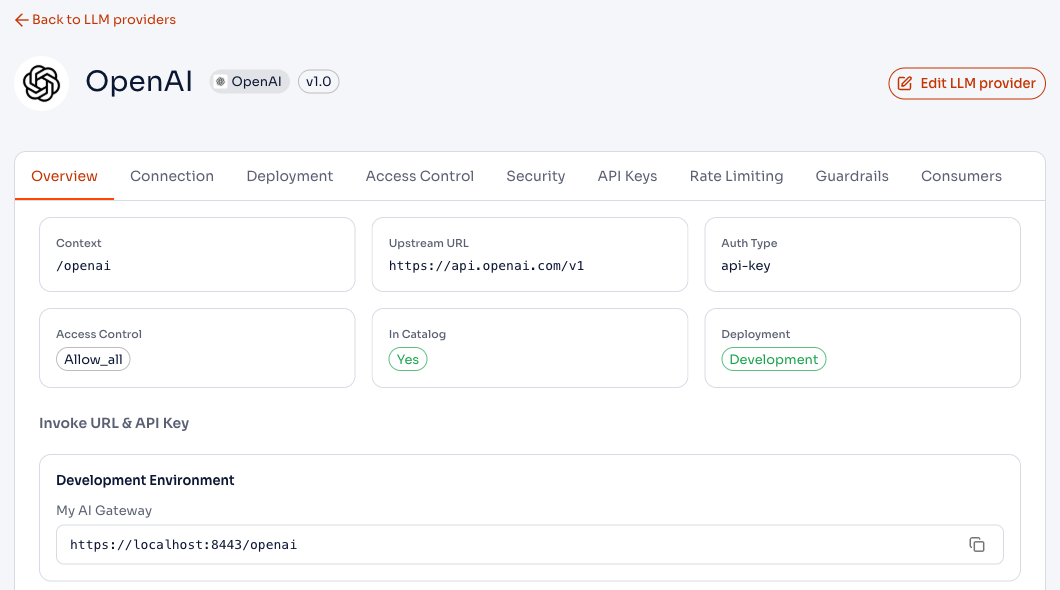 Back to LLM providers
OpenAI OpenAI v1.0 Edit LLM provider
Overview Connection Deployment Access Control Security API Keys Rate Limiting Guardrails Consumers
Context Upstream URL Auth Type
/openai https://api.openai.com/v1 api-key
Access Control In Catalog Deployment
Allow_all Yes Development
Invoke URL & API Key
Development Environment
My AI Gateway
https://localhost:8443/openai